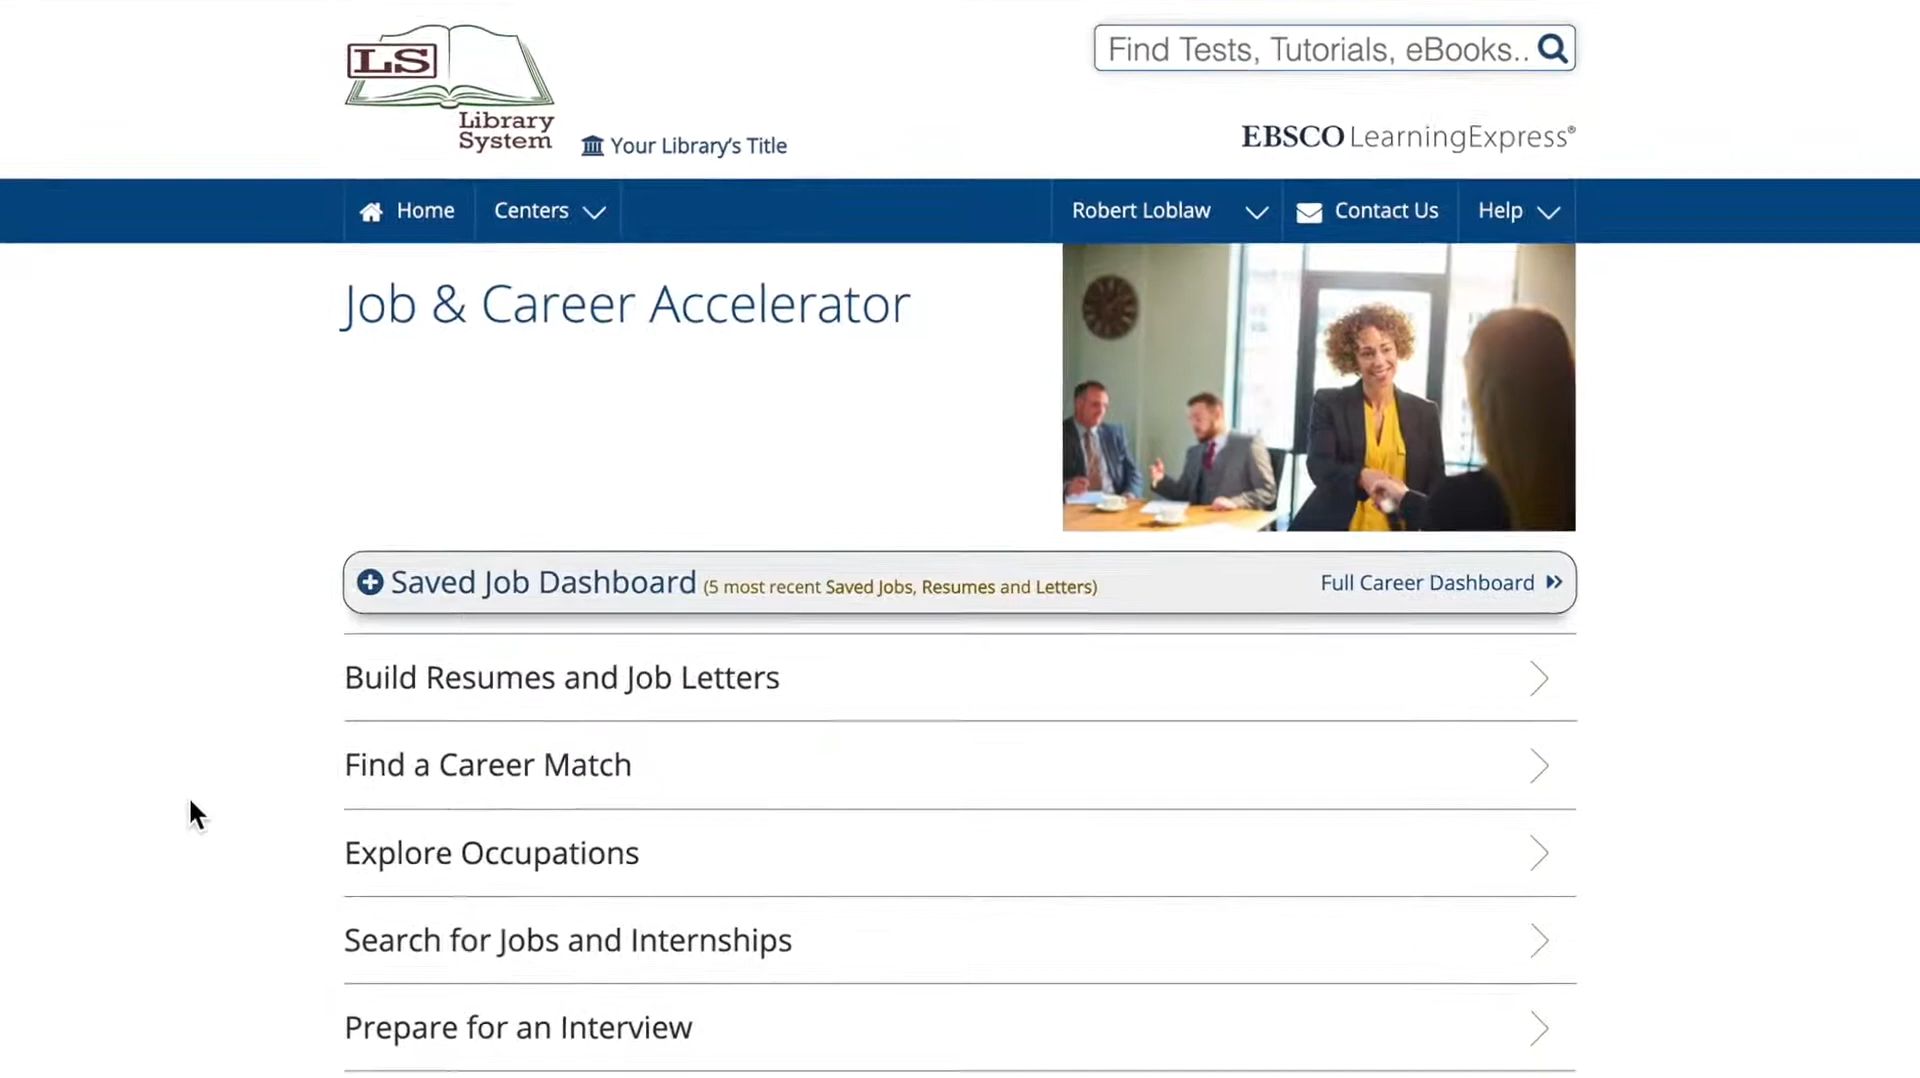 LS
Library
System
Your Library's Title
Find Tests, Tutorials, eBooks..
EBSCO LearningExpress®
Home
Centers
Robert Loblaw
Contact Us
Help
Job & Career Accelerator
Saved Job Dashboard (5 most recent Saved Jobs, Resumes and Letters)
Full Career Dashboard
Build Resumes and Job Letters
Find a Career Match
Explore Occupations
Search for Jobs and Internships
Prepare for an Interview